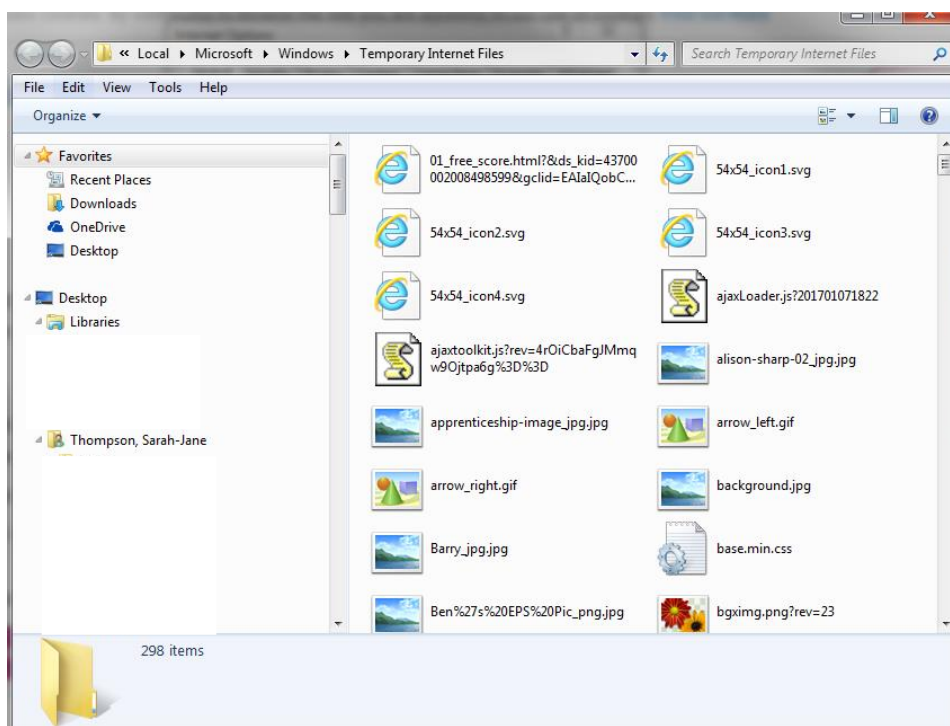 « Local ▸ Microsoft ▸ Windows ▸ Temporary Internet Files
Search Temporary Internet Files
File Edit View Tools Help
Organize
Favorites
Recent Places
Downloads
OneDrive
Desktop
Desktop
Libraries
Thompson, Sarah-Jane
01_free_score.html?&ds_kid=43700
002008498599&gclid=EAIaIQobC...
54x54_icon1.svg
54x54_icon2.svg
54x54_icon3.svg
54x54_icon4.svg
ajaxLoader.js?201701071822
ajaxtoolkit.js?rev=4rOiCbaFgJMmq
w9Ojtpa6g%3D%3D
alison-sharp-02_jpg.jpg
apprenticeship-image_jpg.jpg
arrow_left.gif
arrow_right.gif
background.jpg
Barry_jpg.jpg
base.min.css
Ben%27s%20EPS%20Pic_png.jpg
bgximg.png?rev=23
298 items